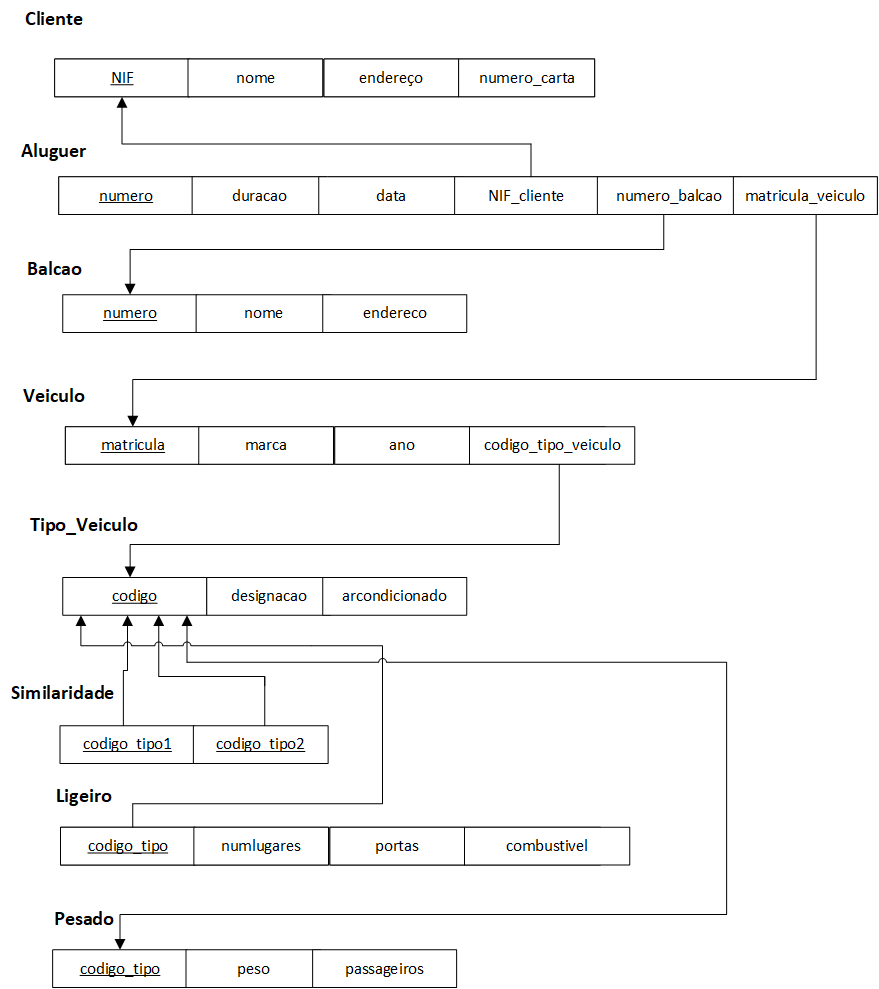 Cliente
NIF nome endereço numero_carta
Aluguer
numero duracao data NIF_cliente numero_balcao matricula_veiculo
Balcao
numero nome endereco
Veiculo
matricula marca ano codigo_tipo_veiculo
Tipo_Veiculo
codigo designacao arcondicionado
Similaridade
codigo_tipo1 codigo_tipo2
Ligeiro
codigo_tipo numlugares portas combustivel
Pesado
codigo_tipo peso passageiros